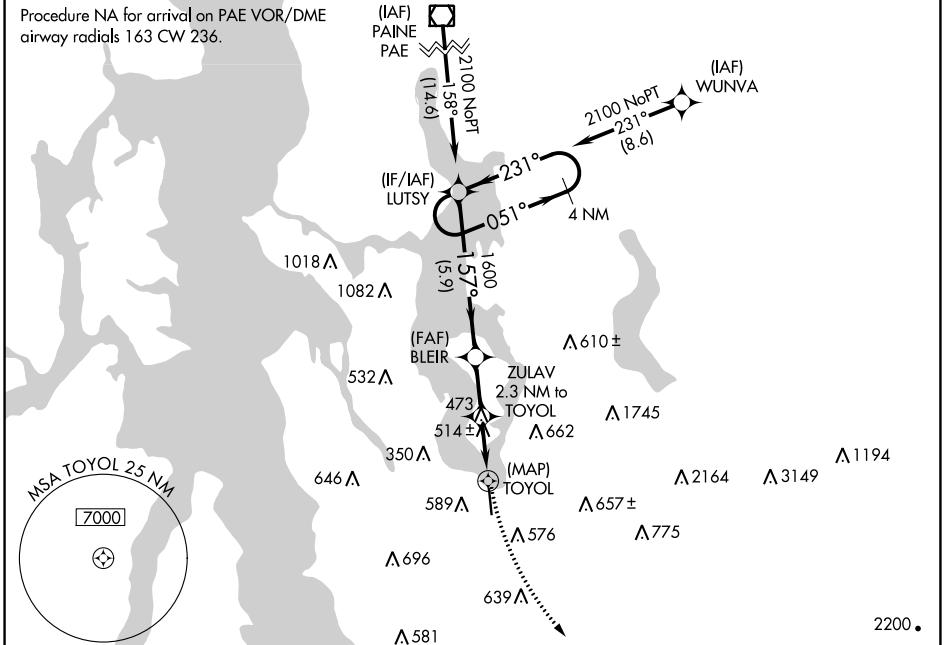 Procedure NA for arrival on PAE VOR/DME
airway radials 163 CW 236.
(IAF)
PAINE
PAE
2100 NoPT
158°
(14.6)
(IAF)
WUNVA
2100 NoPT
231°
(8.6)
(IF/IAF)
LUTSY
231°
051°
4 NM
1018
1082
1600
157°
(5.9)
(FAF)
BLEIR
610 ±
532
ZULAV
2.3 NM to
TOYOL
473
514 ±
662
1745
350
646
(MAP)
TOYOL
1194
2164
3149
589
657 ±
576
775
MSA TOYOL 25 NM
7000
696
639
581
2200